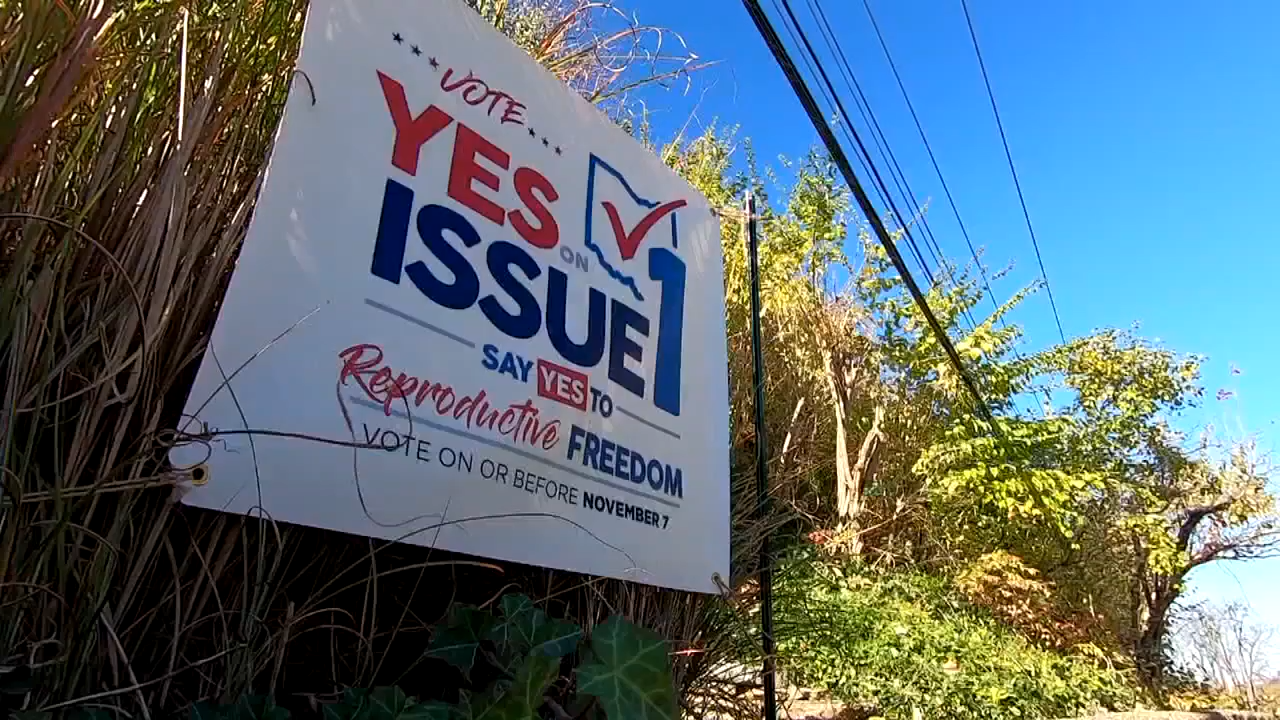 VOTE
YES
ON
ISSUE 1
SAY YES TO
Reproductive FREEDOM
VOTE ON OR BEFORE NOVEMBER 7